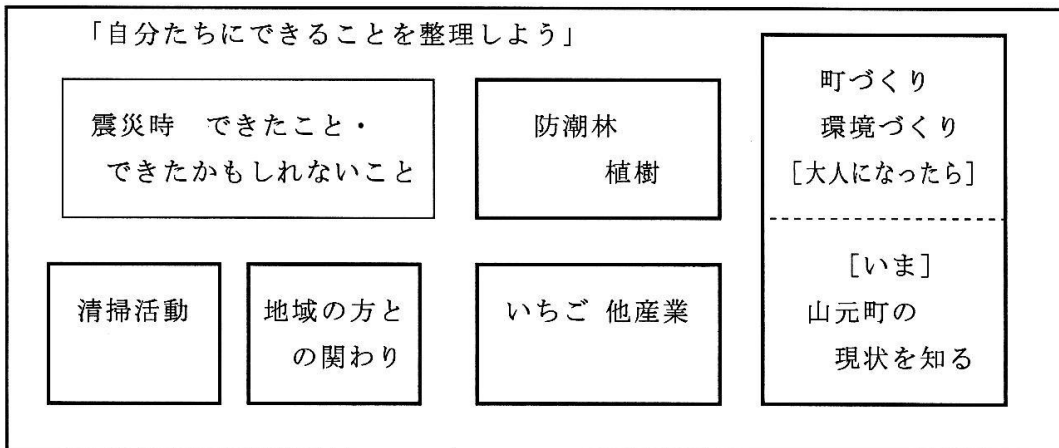 「自分たちにできることを整理しよう」
震災時 できたこと・
できたかもしれないこと
防潮林
植樹
町づくり
環境づくり
[大人になったら]
清掃活動
地域の方と
の関わり
いちご 他産業
[いま]
山元町の
現状を知る